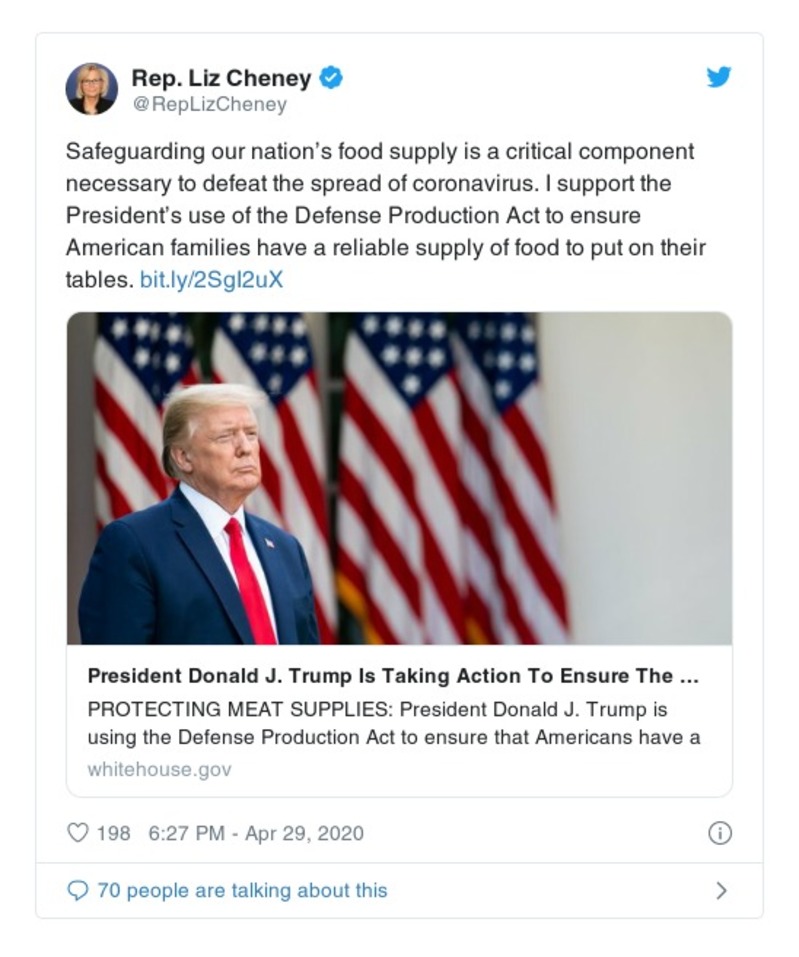 Rep. Liz Cheney
@RepLizCheney
Safeguarding our nation’s food supply is a critical component
necessary to defeat the spread of coronavirus. I support the
President’s use of the Defense Production Act to ensure
American families have a reliable supply of food to put on their
tables. bit.ly/2SgI2uX
President Donald J. Trump Is Taking Action To Ensure The ...
PROTECTING MEAT SUPPLIES: President Donald J. Trump is
using the Defense Production Act to ensure that Americans have a
whitehouse.gov
198 6:27 PM - Apr 29, 2020
70 people are talking about this